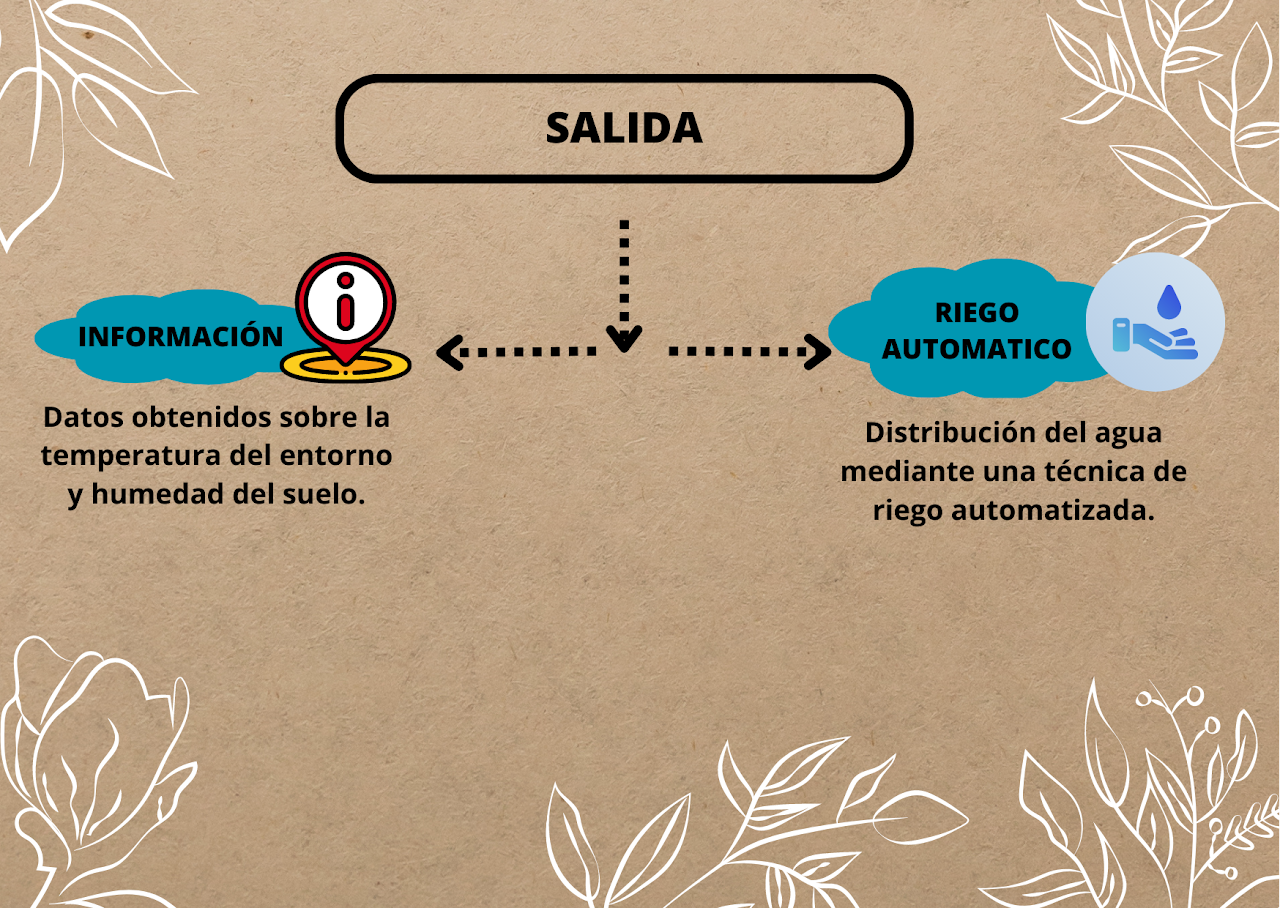 SALIDA
INFORMACIÓN
Datos obtenidos sobre la
temperatura del entorno
y humedad del suelo.
RIEGO
AUTOMATICO
Distribución del agua
mediante una técnica de
riego automatizada.